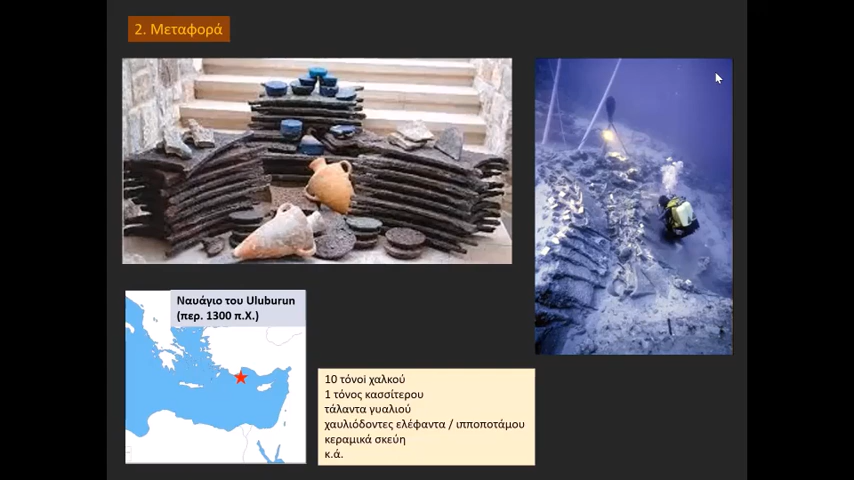 2. Μεταφορά
Ναυάγιο του Uluburun
(περ. 1300 π.Χ.)
10 τόνοι χαλκού
1 τόνος κασσίτερου
τάλαντα γυαλιού
χαυλιόδοντες ελέφαντα / ιπποποτάμου
κεραμικά σκεύη
κ.ά.